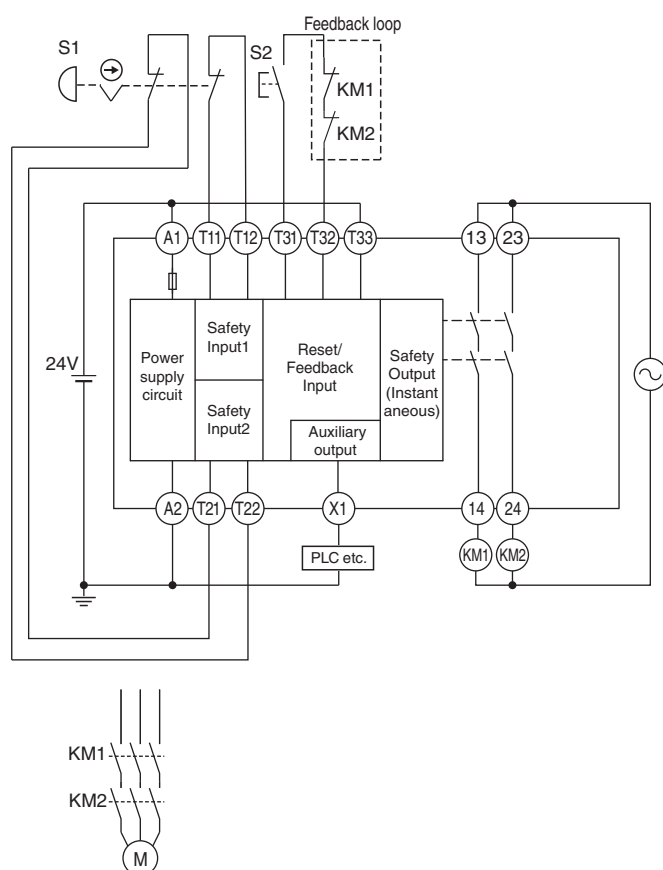 Feedback loop
S1
S2
KM1
KM2
A1
T11
T12
T31
T32
T33
13
23
24V
Power
supply
circuit
Safety
Input1
Safety
Input2
Reset/
Feedback
Input
Auxiliary
output
Safety
Output
(Instant
aneous)
A2
T21
T22
X1
14
24
PLC etc.
KM1
KM2
KM1
KM2
M